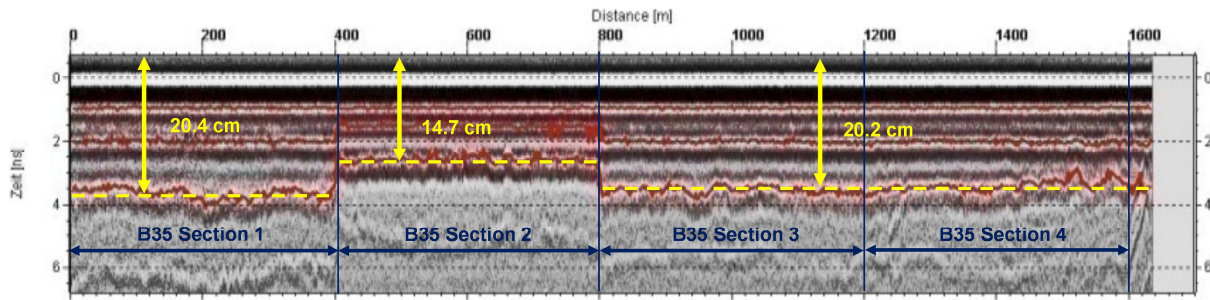 Distance [m]
0 200 400 600 800 1000 1200 1400 1600
Zeit [ns]
0 0
2 2
4 4
6 6
20.4 cm
14.7 cm
20.2 cm
B35 Section 1
B35 Section 2
B35 Section 3
B35 Section 4